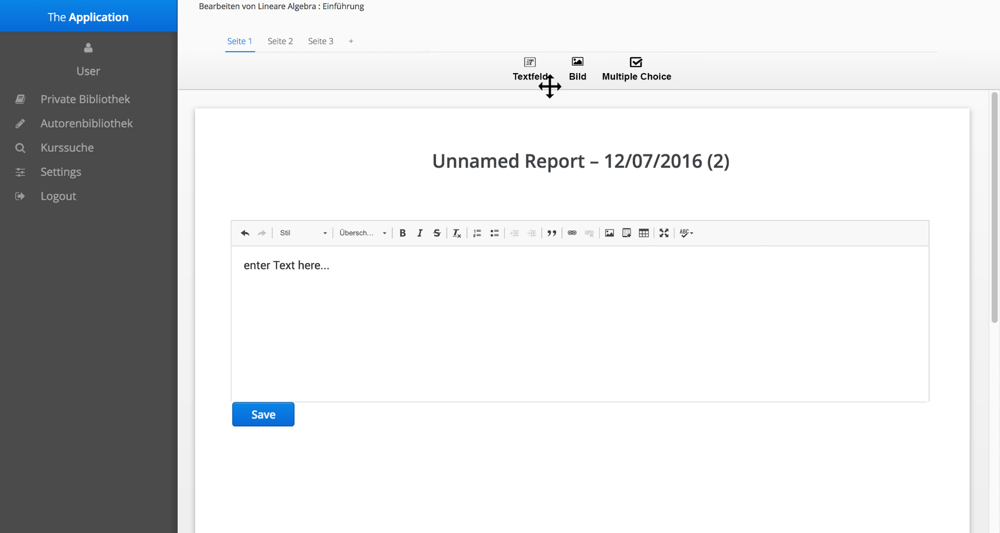 The Application
User
Private Bibliothek
Autorenbibliothek
Kurssuche
Settings
Logout
Bearbeiten von Lineare Algebra : Einführung
Seite 1 Seite 2 Seite 3 +
Textfeld Bild Multiple Choice
Unnamed Report – 12/07/2016 (2)
Stil Übersch... B I S Tx ABC
enter Text here...
Save